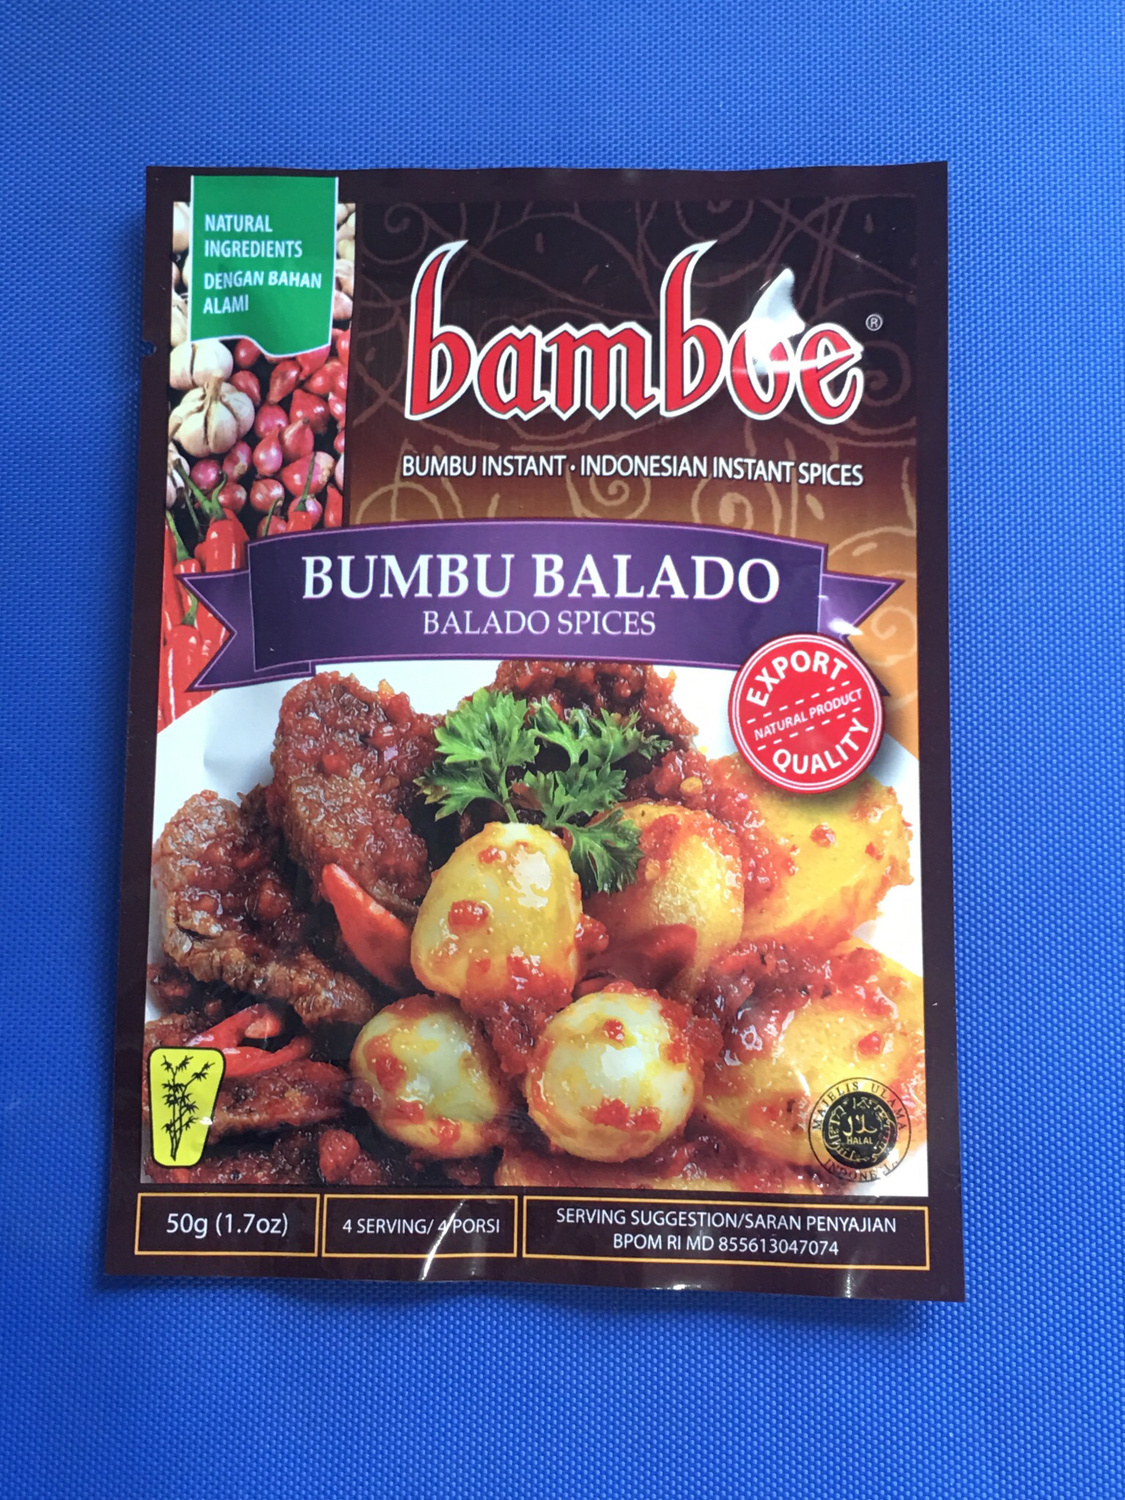 NATURAL
INGREDIENTS
DENGAN BAHAN
ALAMI
bamboe®
BUMBU INSTANT · INDONESIAN INSTANT SPICES
BUMBU BALADO
BALADO SPICES
EXPORT
NATURAL PRODUCT
QUALITY
MAJELIS ULAMA
حلال
HALAL
50g (1.7oz)
4 SERVING/ 4 PORSI
SERVING SUGGESTION/SARAN PENYAJIAN
BPOM RI MD 855613047074